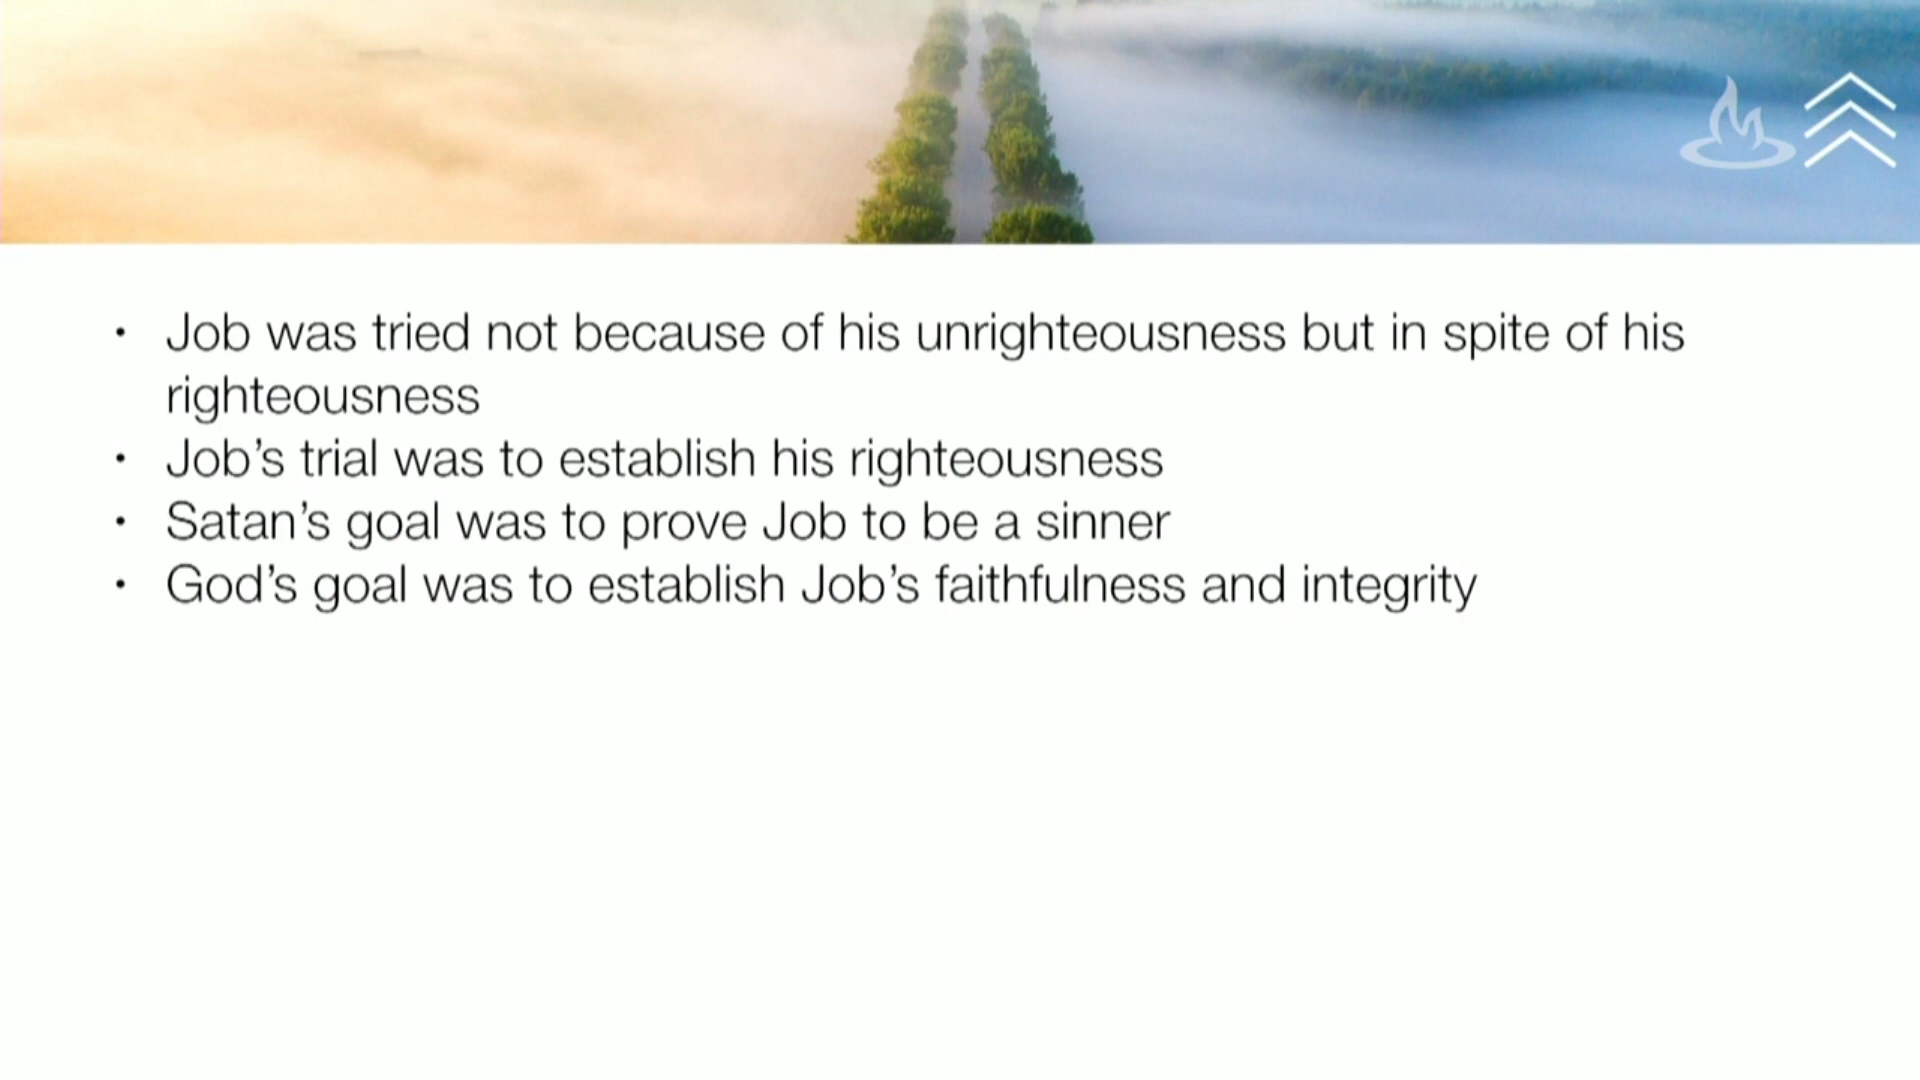 • Job was tried not because of his unrighteousness but in spite of his
righteousness
• Job’s trial was to establish his righteousness
• Satan’s goal was to prove Job to be a sinner
• God’s goal was to establish Job’s faithfulness and integrity